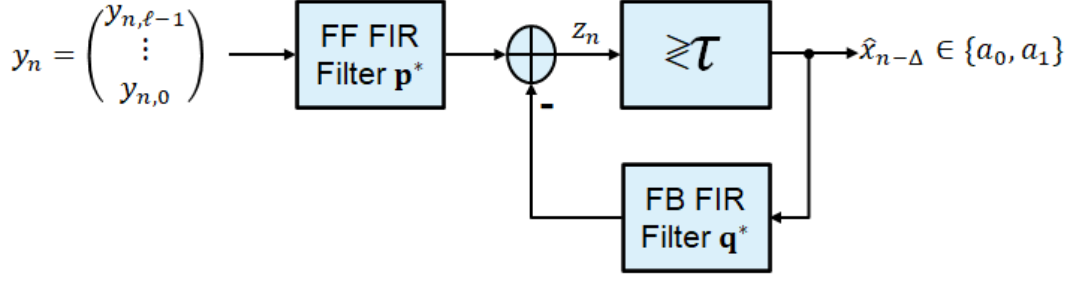 y_{n,ℓ−1}
y_n = ( ⋮ )
y_{n,0}
FF FIR
Filter p*
z_n
≷τ
x̂_{n−Δ} ∈ {a_0, a_1}
-
FB FIR
Filter q*